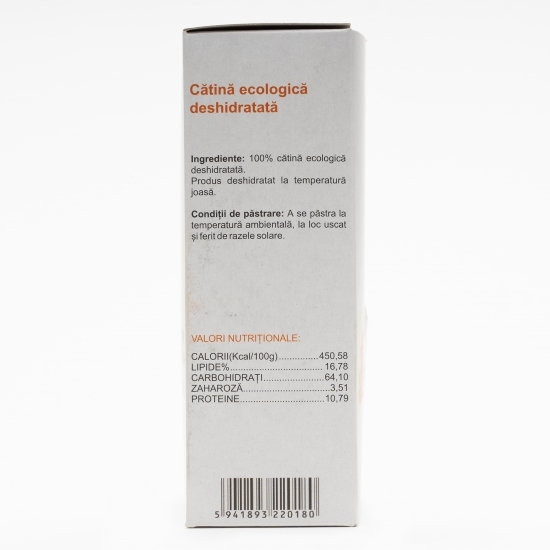 Cătină ecologică
deshidratată
Ingrediente: 100% cătină ecologică
deshidratată.
Produs deshidratat la temperatură
joasă.
Condiții de păstrare: A se păstra la
temperatură ambientală, la loc uscat
și ferit de razele solare.
VALORI NUTRIȚIONALE:
CALORII(Kcal/100g)...............450,58
LIPIDE%................................ 16,78
CARBOHIDRAȚI......................64,10
ZAHAROZĂ.............................3,51
PROTEINE..............................10,79
5 941893 220180